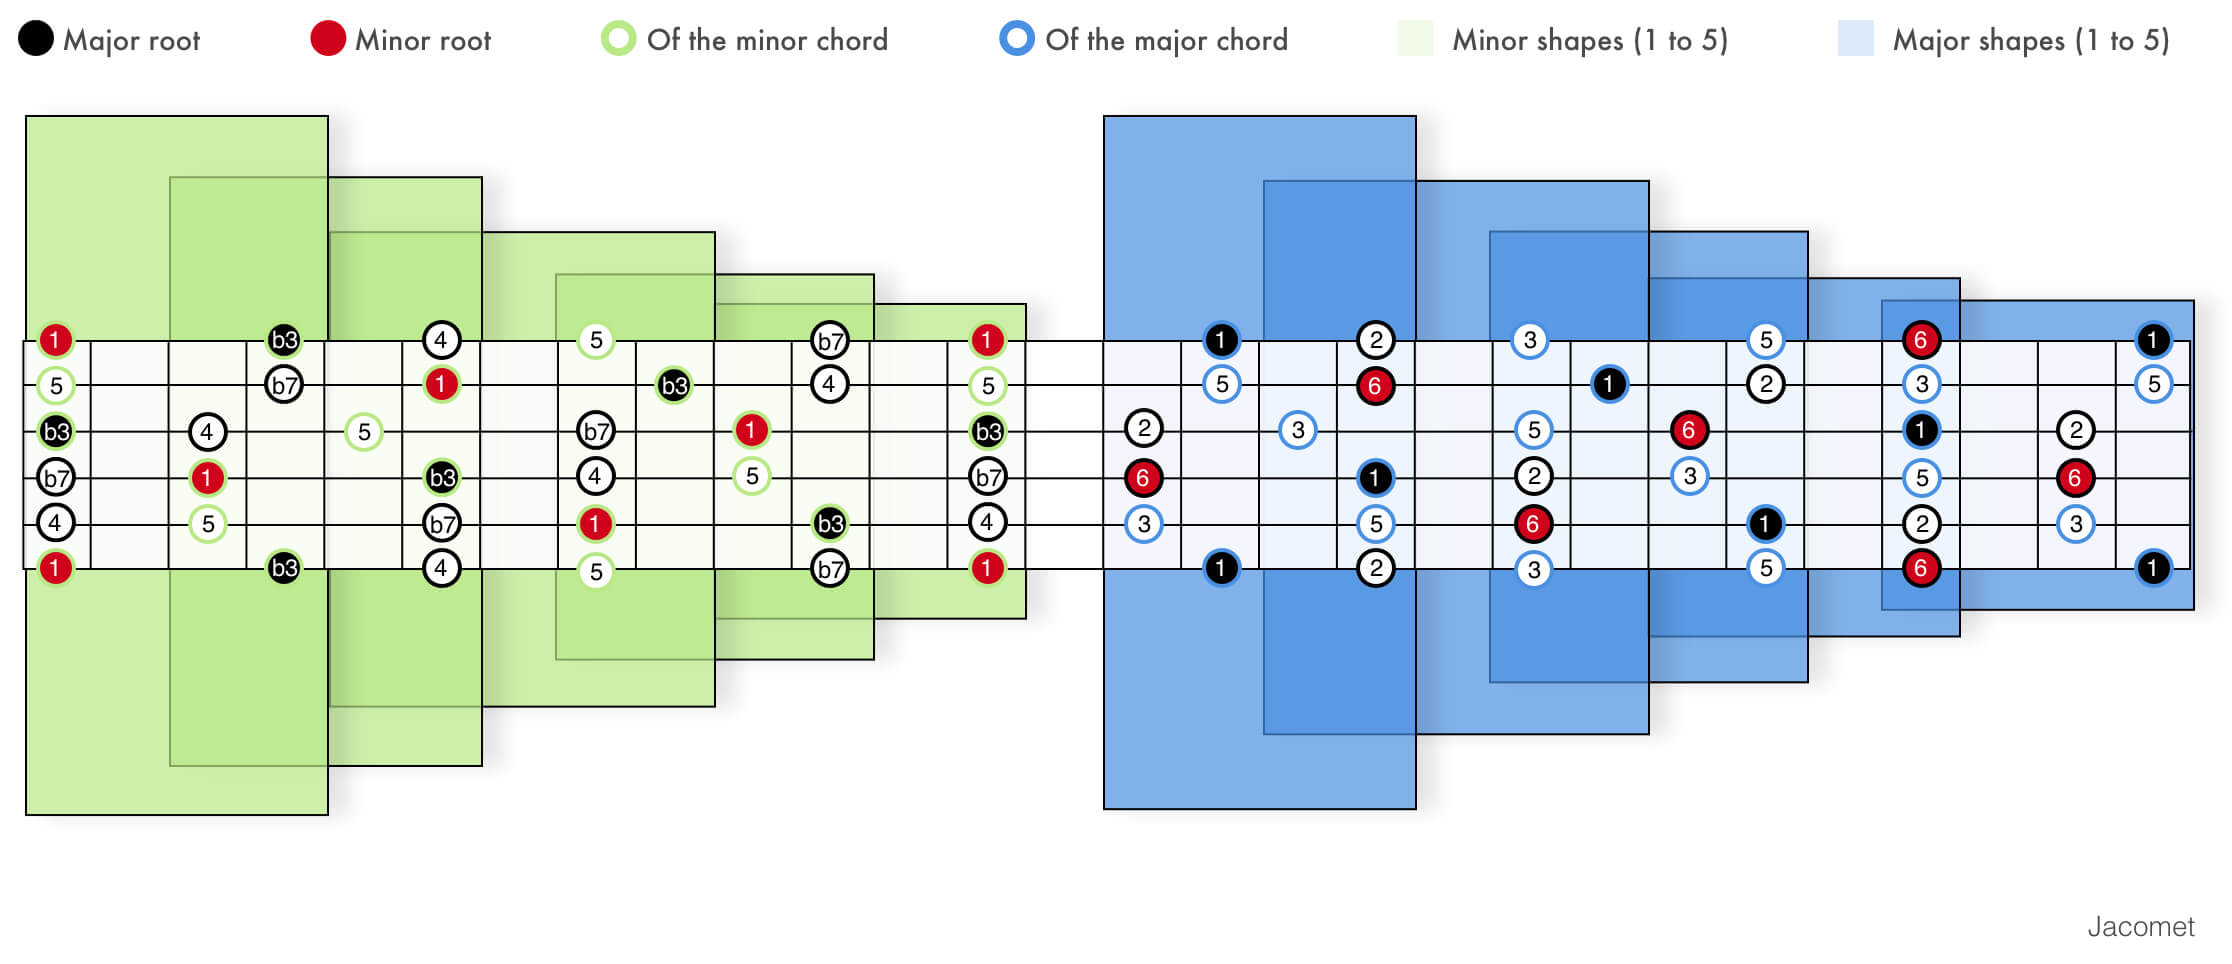 Major root Minor root Of the minor chord Of the major chord Minor shapes (1 to 5) Major shapes (1 to 5)
1 b3 4 5 b7 1 1 2 3 5 6 1
5 b7 1 b3 4 5 5 6 1 2 3 5
b3 4 5 b7 1 b3 2 3 5 6 1 2
b7 1 b3 4 5 b7 6 1 2 3 5 6
4 5 b7 1 b3 4 3 5 6 1 2 3
1 b3 4 5 b7 1 1 2 3 5 6 1
Jacomet